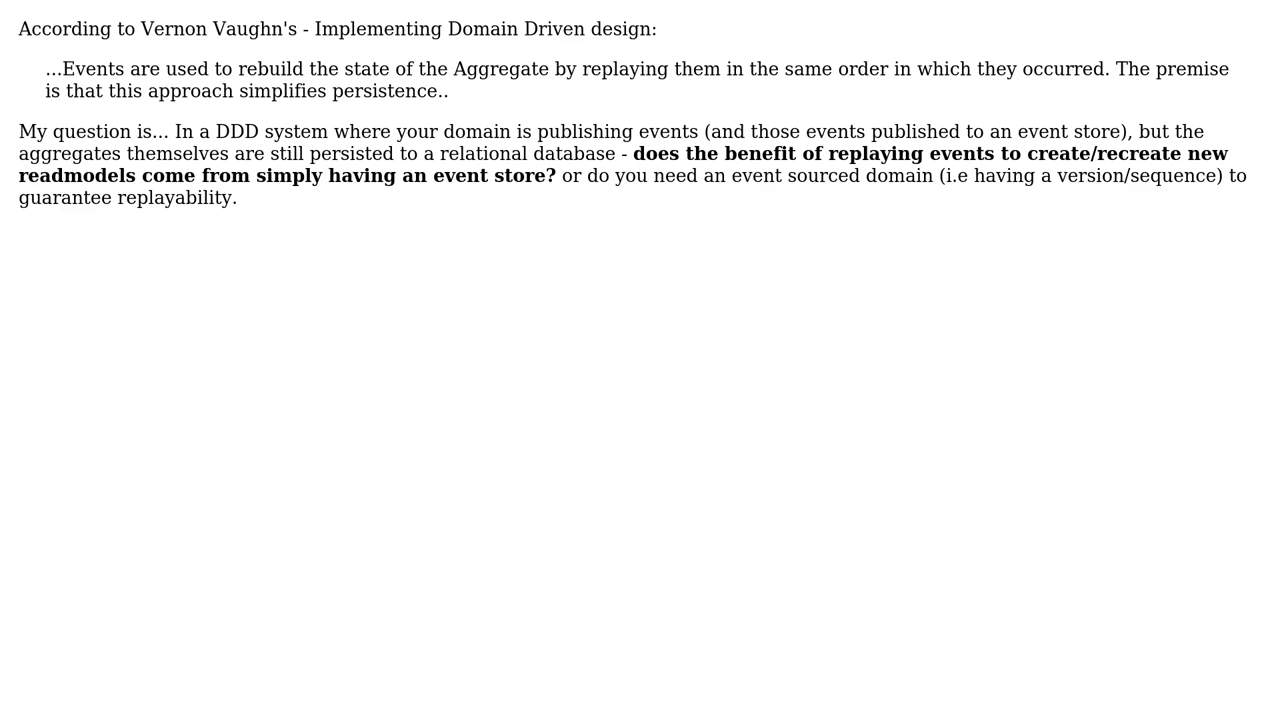 According to Vernon Vaughn's - Implementing Domain Driven design:
...Events are used to rebuild the state of the Aggregate by replaying them in the same order in which they occurred. The premise
is that this approach simplifies persistence..
My question is... In a DDD system where your domain is publishing events (and those events published to an event store), but the
aggregates themselves are still persisted to a relational database - does the benefit of replaying events to create/recreate new
readmodels come from simply having an event store? or do you need an event sourced domain (i.e having a version/sequence) to
guarantee replayability.